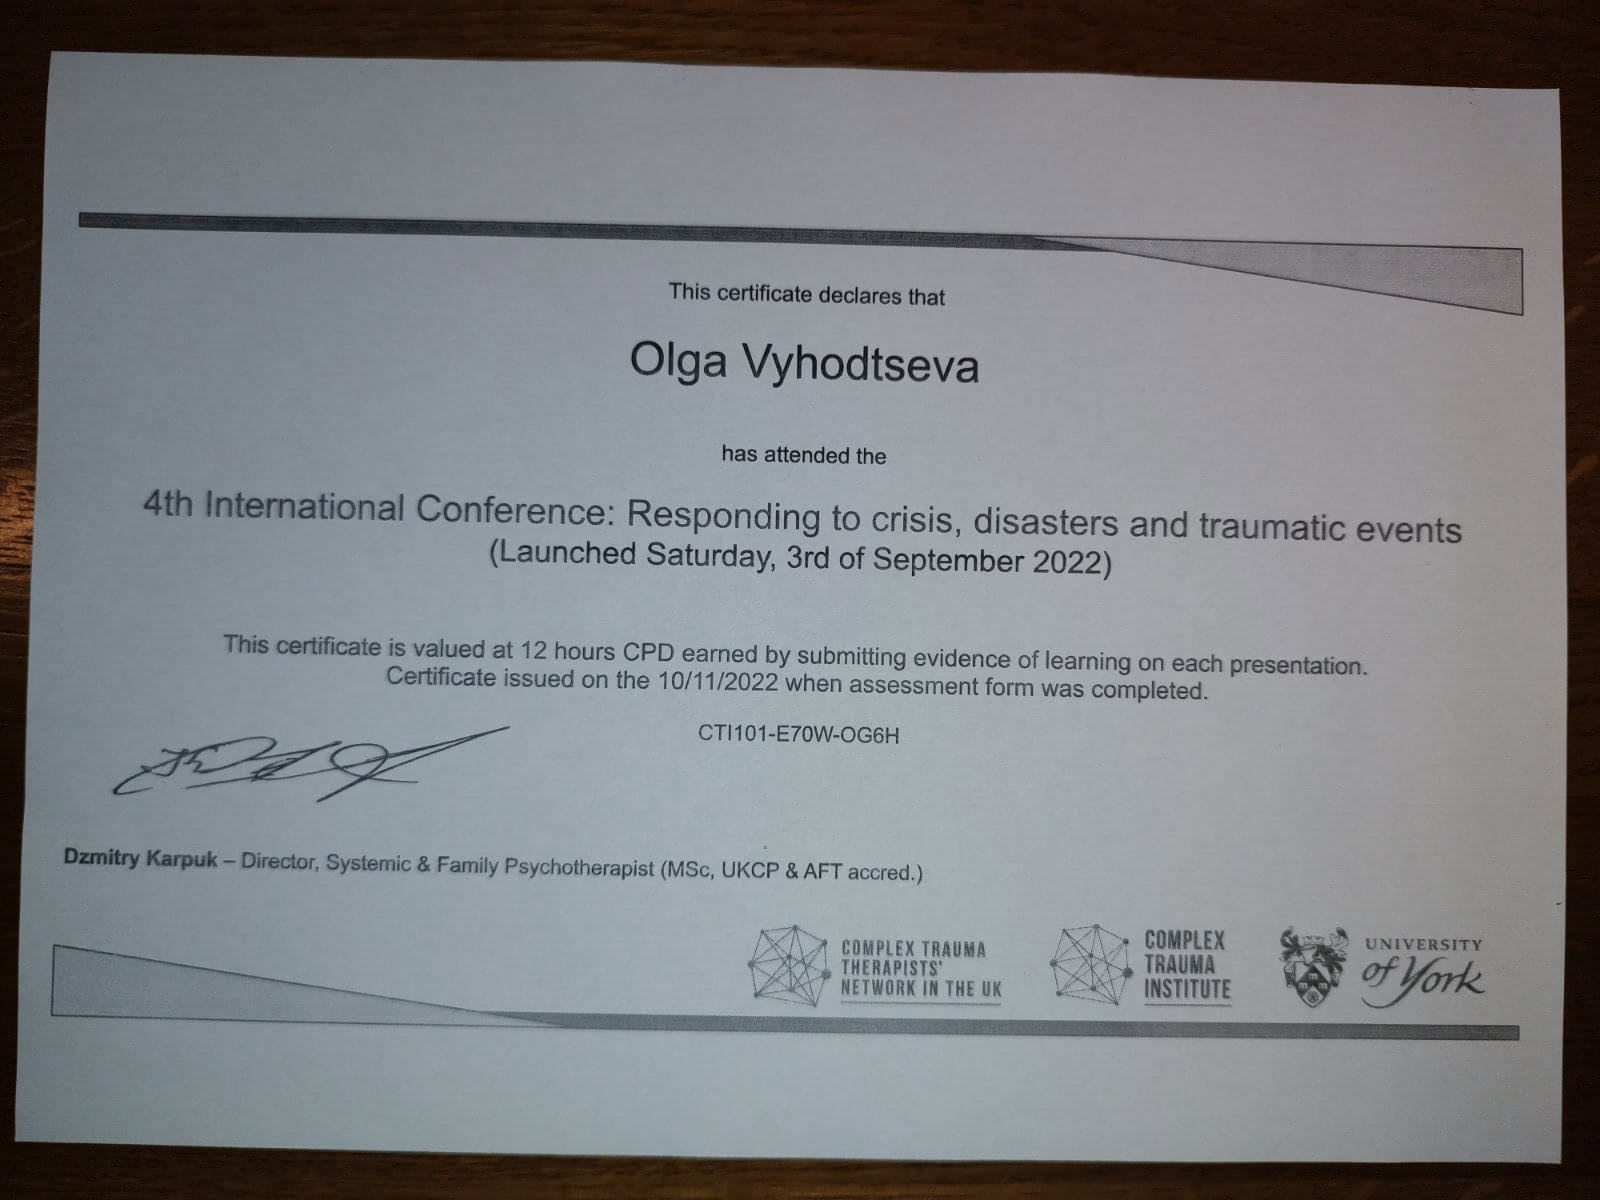 This certificate declares that
Olga Vyhodtseva
has attended the
4th International Conference: Responding to crisis, disasters and traumatic events
(Launched Saturday, 3rd of September 2022)
This certificate is valued at 12 hours CPD earned by submitting evidence of learning on each presentation.
Certificate issued on the 10/11/2022 when assessment form was completed.
CTI101-E70W-OG6H
Dzmitry Karpuk – Director, Systemic & Family Psychotherapist (MSc, UKCP & AFT accred.)
COMPLEX TRAUMA
THERAPISTS'
NETWORK IN THE UK
COMPLEX
TRAUMA
INSTITUTE
UNIVERSITY
of York